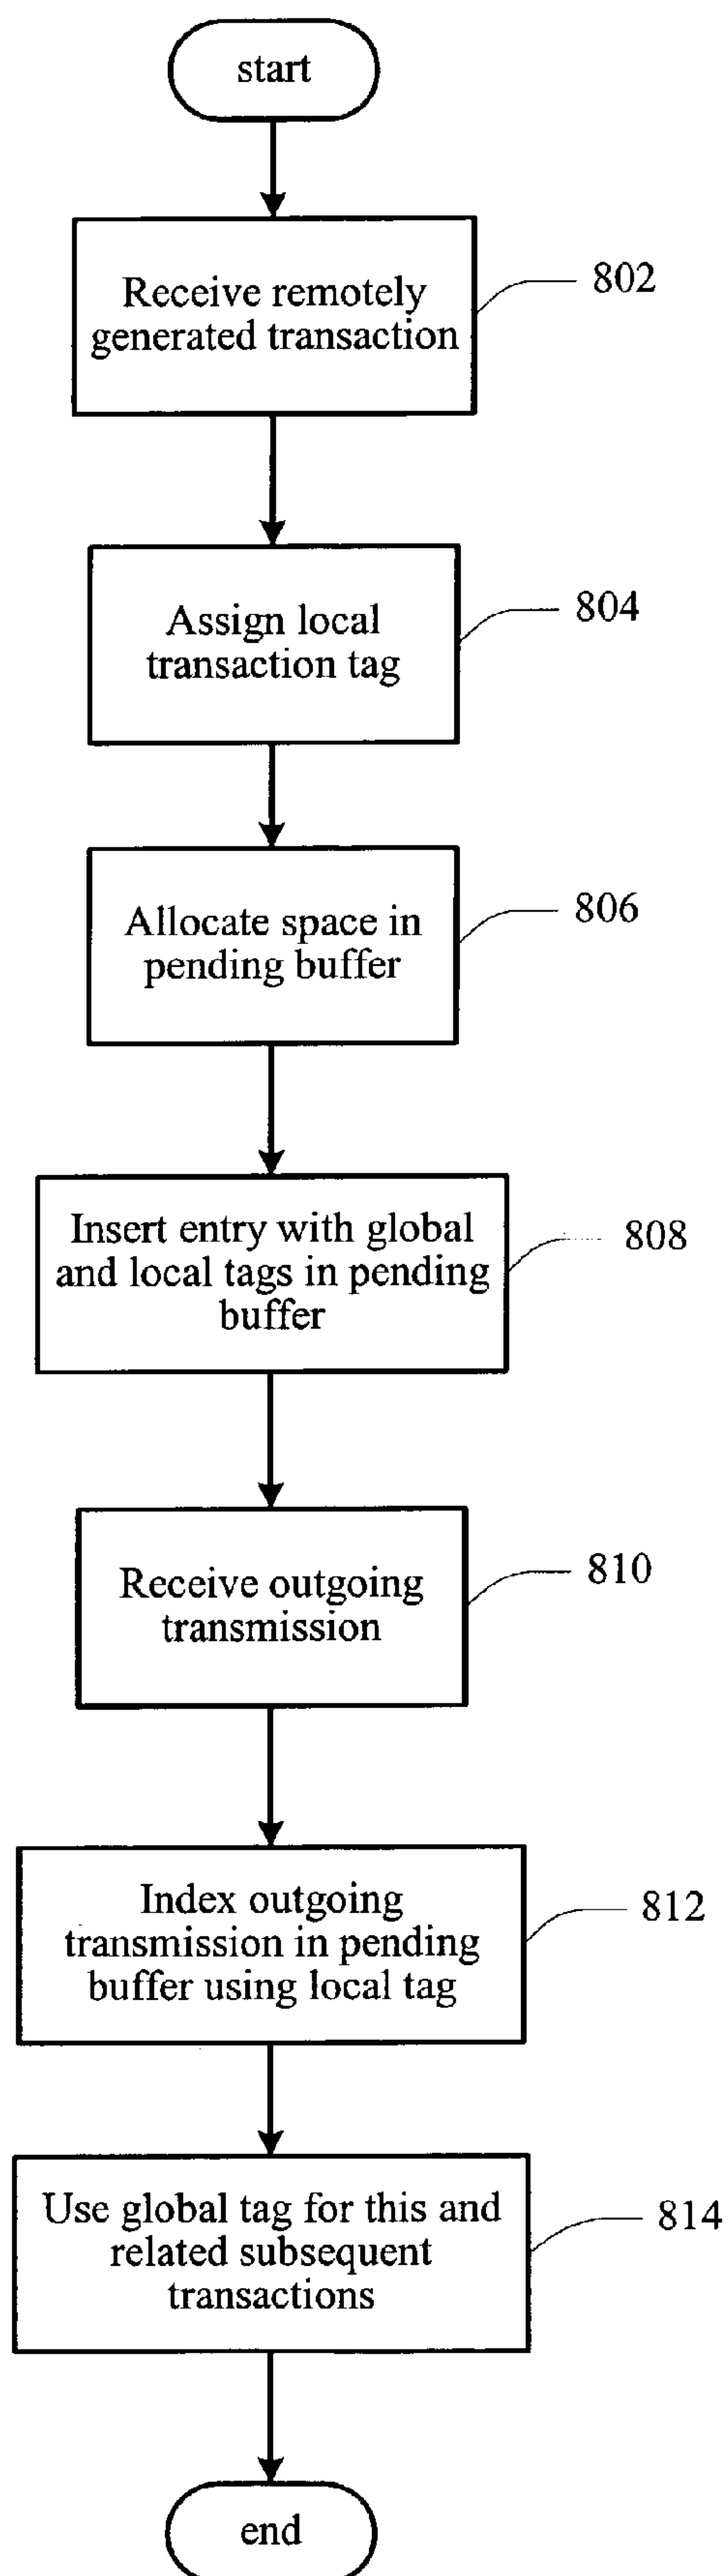 start
Receive remotely
generated transaction
802
Assign local
transaction tag
804
Allocate space in
pending buffer
806
Insert entry with global
and local tags in pending
buffer
808
Receive outgoing
transmission
810
Index outgoing
transmission in pending
buffer using local tag
812
Use global tag for this and
related subsequent
transactions
814
end